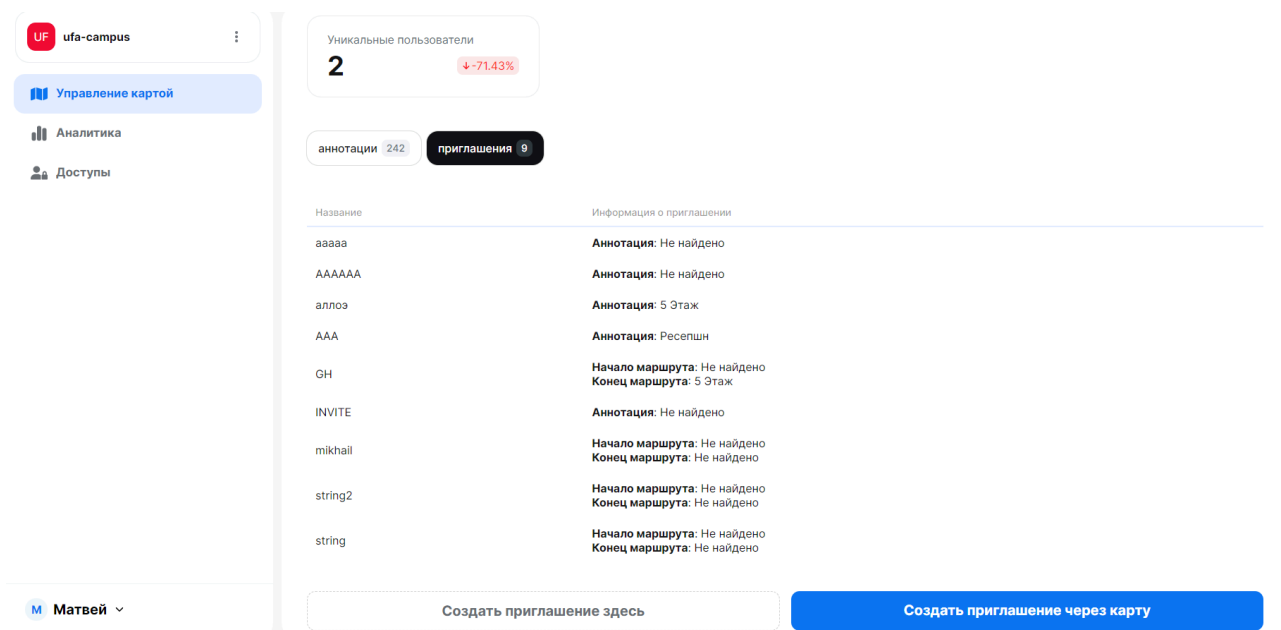 UF ufa-campus
Управление картой
Аналитика
Доступы
М Матвей
Уникальные пользователи
2 -71.43%
аннотации 242 приглашения 9
Название Информация о приглашении
ааааа Аннотация: Не найдено
АААААА Аннотация: Не найдено
аллоэ Аннотация: 5 Этаж
ААА Аннотация: Ресепшн
GH Начало маршрута: Не найдено
Конец маршрута: 5 Этаж
INVITE Аннотация: Не найдено
mikhail Начало маршрута: Не найдено
Конец маршрута: Не найдено
string2 Начало маршрута: Не найдено
Конец маршрута: Не найдено
string Начало маршрута: Не найдено
Конец маршрута: Не найдено
Создать приглашение здесь Создать приглашение через карту